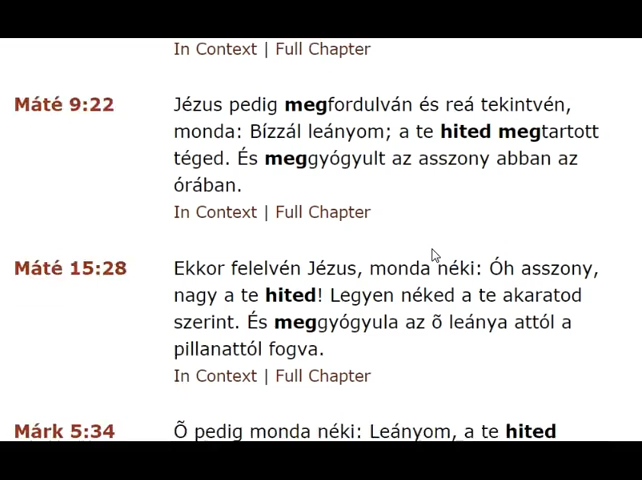 In Context | Full Chapter
Máté 9:22
Jézus pedig megfordulván és reá tekintvén,
monda: Bízzál leányom; a te hited megtartott
téged. És meggyógyult az asszony abban az
órában.
In Context | Full Chapter
Máté 15:28
Ekkor felelvén Jézus, monda néki: Óh asszony,
nagy a te hited! Legyen néked a te akaratod
szerint. És meggyógyula az õ leánya attól a
pillanattól fogva.
In Context | Full Chapter
Márk 5:34
Õ pedig monda néki: Leányom, a te hited